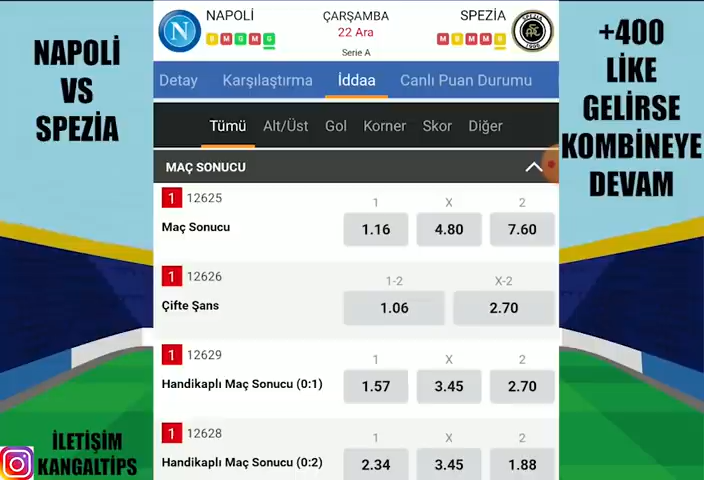 NAPOLİ
VS
SPEZİA
NAPOLİ
B M G M G
ÇARŞAMBA
22 Ara
Serie A
SPEZİA
M B M M B
SPEZIA
1906
N
Detay Karşılaştırma İddaa Canlı Puan Durumu
Tümü Alt/Üst Gol Korner Skor Diğer
MAÇ SONUCU
1 12625
Maç Sonucu
1 X 2
1.16 4.80 7.60
1 12626
Çifte Şans
1-2 X-2
1.06 2.70
1 12629
Handikaplı Maç Sonucu (0:1)
1 X 2
1.57 3.45 2.70
1 12628
Handikaplı Maç Sonucu (0:2)
1 X 2
2.34 3.45 1.88
+400
LİKE
GELİRSE
KOMBİNEYE
DEVAM
İLETİŞİM
KANGALTİPS